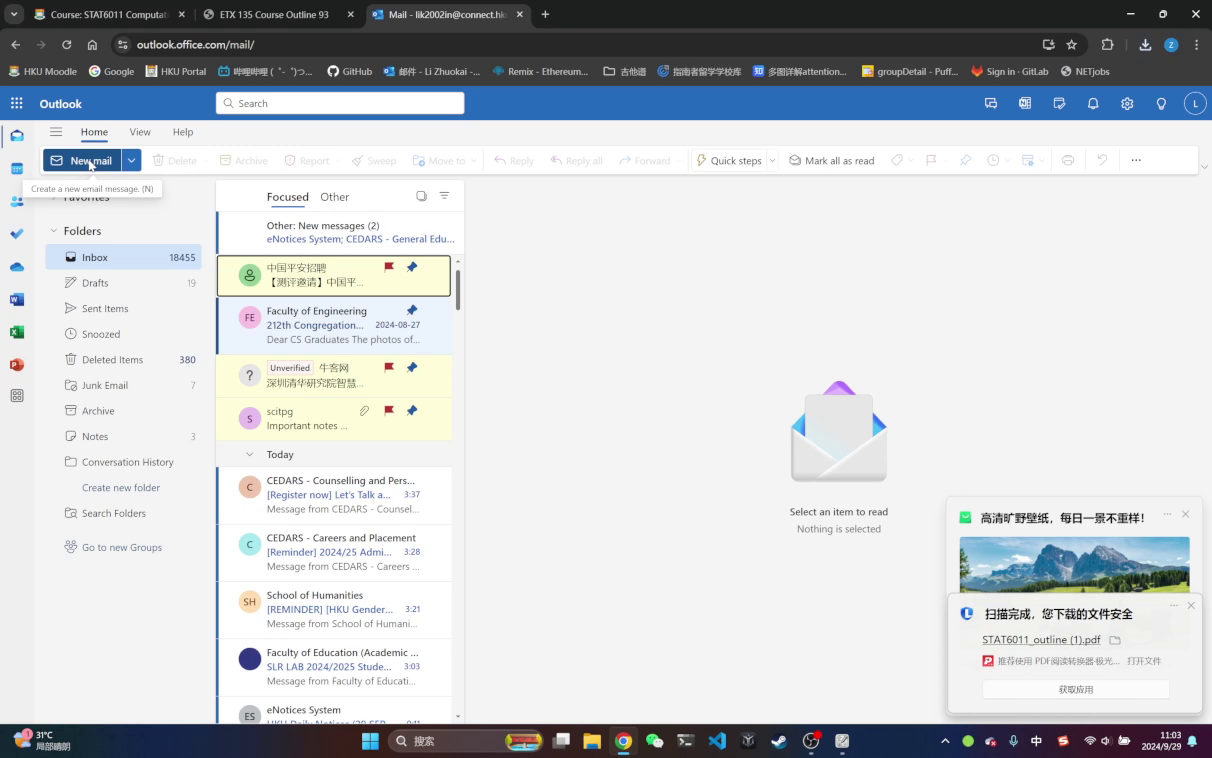 Course: STAT6011 Computat
ETX 135 Tutorial 6 93
Mail - lik2002in@connect.hk
outlook.office.com/mail/
HKU Moodle
Google
HKU Portal
GitHub
邮件 - Li Zhuokai -...
Remix - Ethereum...
吉他谱
指南者留学学校库
多图详解attention...
groupDetail - Puff...
Sign in · GitLab
NETjobs
Outlook
Search
Home View Help
New mail
Delete
Archive
Report
Sweep
Move to
Reply
Reply all
Forward
Quick steps
Mark all as read
Create a new email message. (N)
Favorites
Folders
Inbox 18455
Drafts 19
Sent Items
Snoozed
Deleted Items 380
Junk Email 7
Archive
Notes 3
Conversation History
Create new folder
Search Folders
Go to new Groups
Focused Other
Other: New messages (2)
eNotices System; CEDARS - General Edu...
中国平安招聘
【测评邀请】中国平...
FE
Faculty of Engineering
212th Congregation... 2024-08-27
Dear CS Graduates The photos of...
?
Unverified 牛客网
深圳清华研究院智慧...
S
scitpg
Important notes ...
Today
C
CEDARS - Counselling and Pers...
[Register now] Let's Talk a... 3:37
Message from CEDARS - Counsel...
C
CEDARS - Careers and Placement
[Reminder] 2024/25 Admi... 3:28
Message from CEDARS - Careers ...
SH
School of Humanities
[REMINDER] [HKU Gender... 3:21
Message from School of Humani...
Faculty of Education (Academic ...
SLR LAB 2024/2025 Stude... 3:03
Message from Faculty of Educati...
ES
eNotices System
Select an item to read
Nothing is selected
高清旷野壁纸，每日一景不重样！
扫描完成，您下载的文件安全
STAT6011_outline (1).pdf
推荐使用 PDF阅读转换器·极光... 打开文件
获取应用
31°C
局部晴朗
搜索
中
11:03
2024/9/29